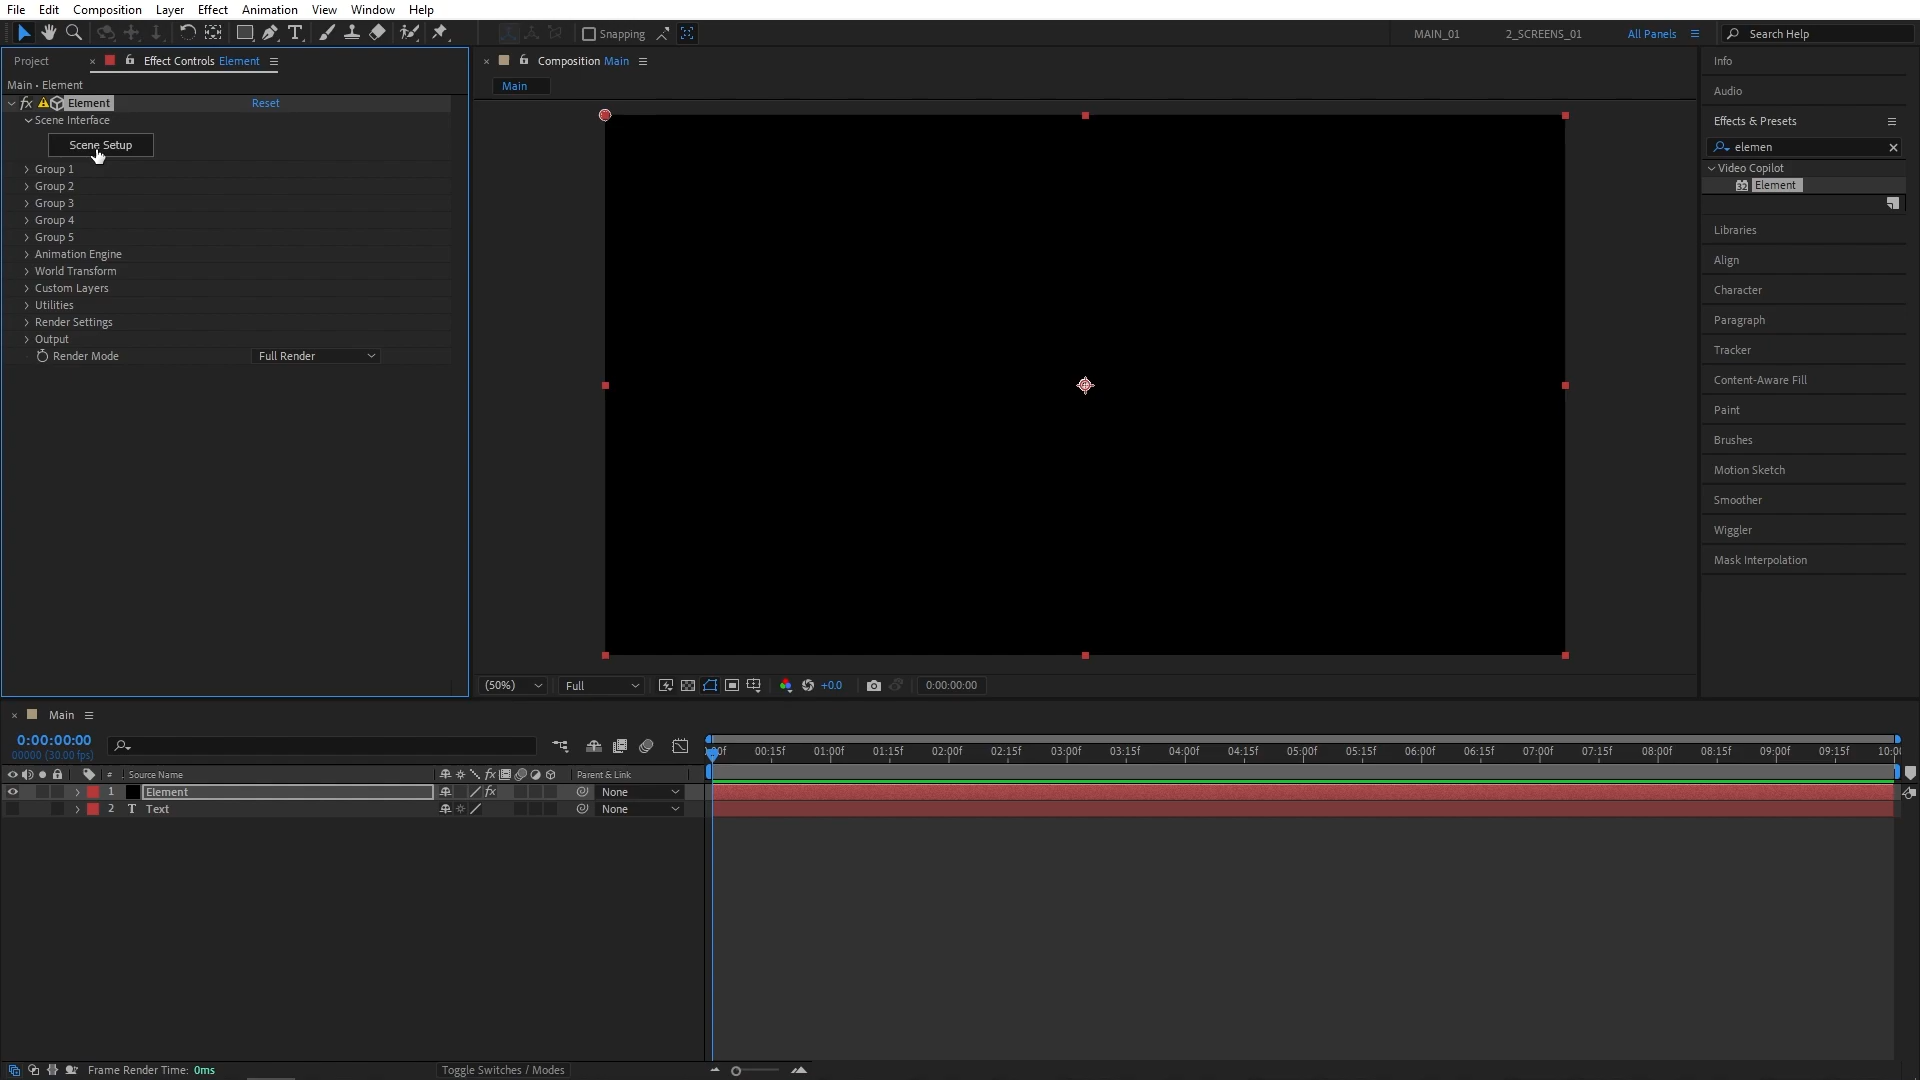 File Edit Composition Layer Effect Animation View Window Help
Snapping MAIN_01 2_SCREENS_01 All Panels Search Help
Project Effect Controls Element
Main • Element
fx Element Reset
Scene Interface
Scene Setup
Group 1
Group 2
Group 3
Group 4
Group 5
Animation Engine
World Transform
Custom Layers
Utilities
Render Settings
Output
Render Mode Full Render
Composition Main
Main
(50%) Full +0.0 0:00:00:00
Info
Audio
Effects & Presets
elemen
Video Copilot
32 Element
Libraries
Align
Character
Paragraph
Tracker
Content-Aware Fill
Paint
Brushes
Motion Sketch
Smoother
Wiggler
Mask Interpolation
Main
0:00:00:00
00000 (30.00 fps)
00f 00:15f 01:00f 01:15f 02:00f 02:15f 03:00f 03:15f 04:00f 04:15f 05:00f 05:15f 06:00f 06:15f 07:00f 07:15f 08:00f 08:15f 09:00f 09:15f 10:0
# Source Name fx Parent & Link
1 Element fx None
2 T Text None
Frame Render Time: 0ms Toggle Switches / Modes